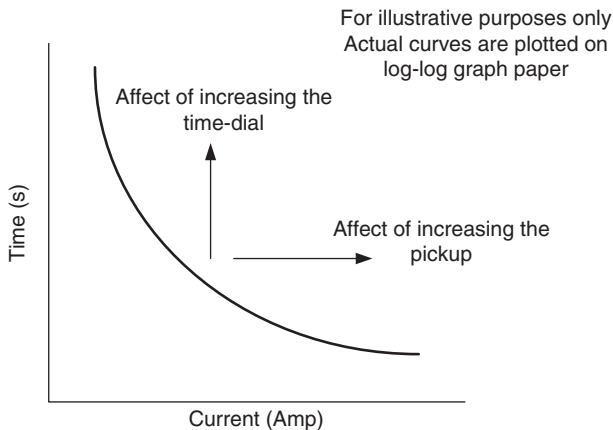 For illustrative purposes only
Actual curves are plotted on
log-log graph paper
Affect of increasing the
time-dial
Affect of increasing the
pickup
Time (s)
Current (Amp)